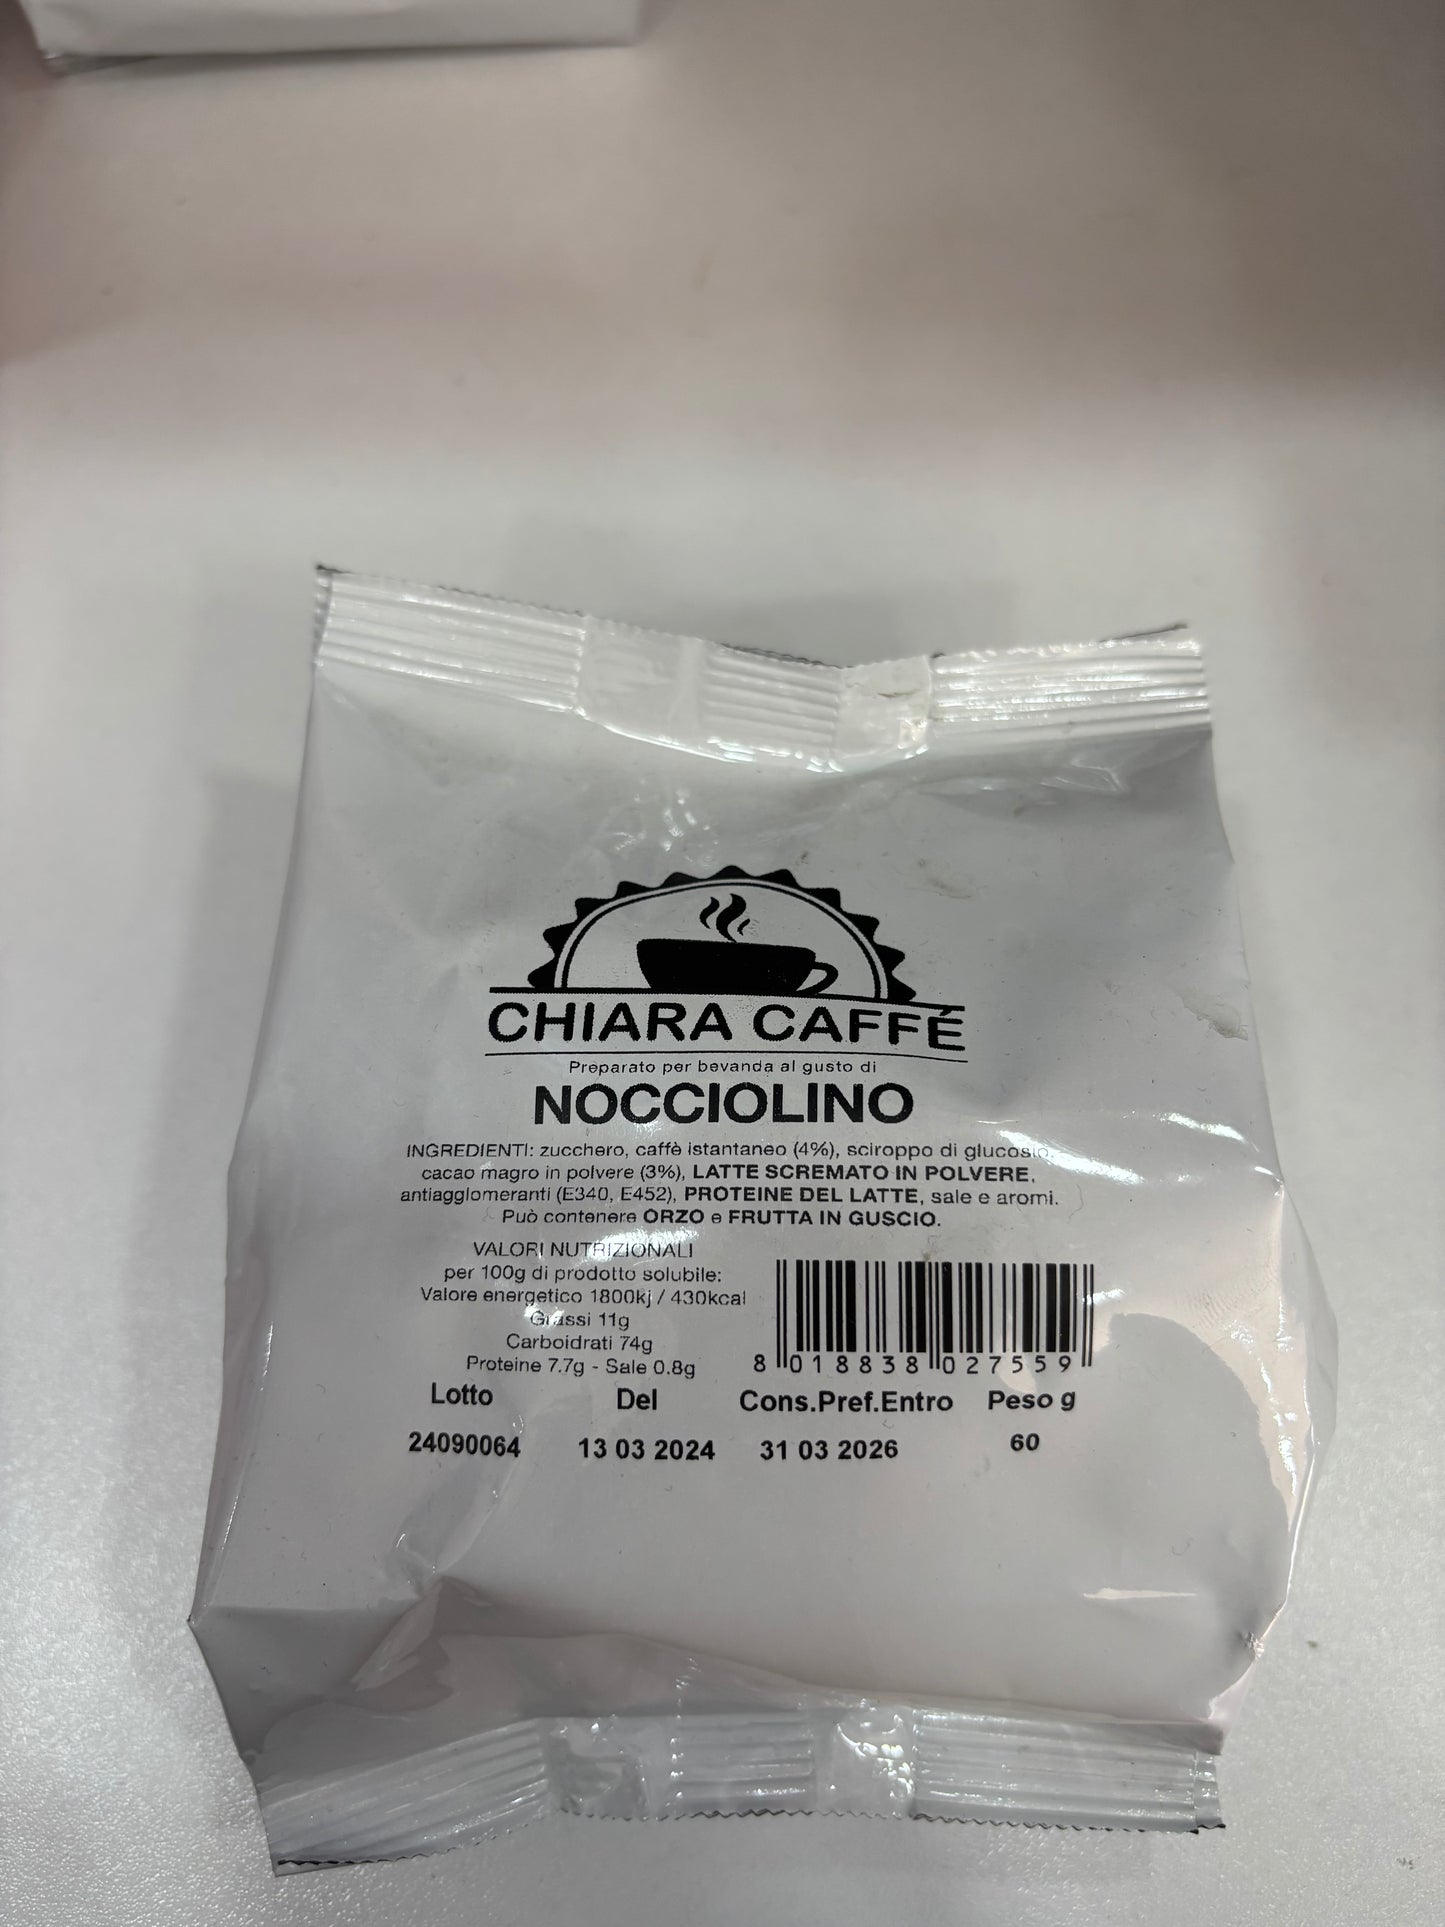 CHIARA CAFFÉ
Preparato per bevanda al gusto di
NOCCIOLINO
INGREDIENTI: zucchero, caffè istantaneo (4%), sciroppo di glucosio,
cacao magro in polvere (3%), LATTE SCREMATO IN POLVERE,
antiagglomeranti (E340, E452), PROTEINE DEL LATTE, sale e aromi.
Può contenere ORZO e FRUTTA IN GUSCIO.
VALORI NUTRIZIONALI
per 100g di prodotto solubile:
Valore energetico 1800kj / 430kcal
Grassi 11g
Carboidrati 74g
Proteine 7.7g - Sale 0.8g
8 018838 027559
Lotto Del Cons.Pref.Entro Peso g
24090064 13 03 2024 31 03 2026 60